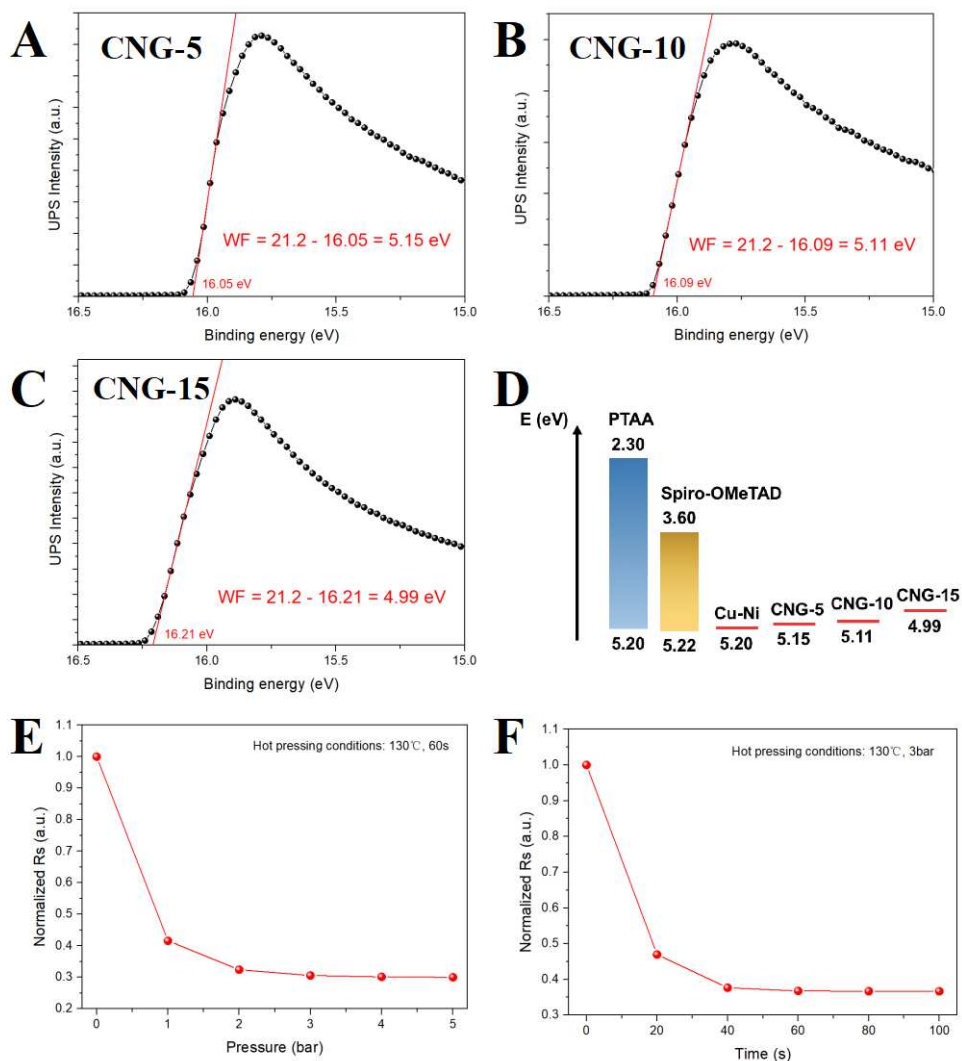 A
CNG-5
UPS Intensity (a.u.)
WF = 21.2 - 16.05 = 5.15 eV
16.05 eV
16.5 16.0 15.5 15.0
Binding energy (eV)
B
CNG-10
UPS Intensity (a.u.)
WF = 21.2 - 16.09 = 5.11 eV
16.09 eV
16.5 16.0 15.5 15.0
Binding energy (eV)
C
CNG-15
UPS Intensity (a.u.)
WF = 21.2 - 16.21 = 4.99 eV
16.21 eV
16.5 16.0 15.5 15.0
Binding energy (eV)
D
E (eV)
PTAA
2.30
Spiro-OMeTAD
3.60
Cu-Ni CNG-5 CNG-10 CNG-15
5.20 5.22 5.20 5.15 5.11 4.99
E
Hot pressing conditions: 130℃, 60s
Normalized Rs (a.u.)
1.1
1.0
0.9
0.8
0.7
0.6
0.5
0.4
0.3
0.2
0 1 2 3 4 5
Pressure (bar)
F
Hot pressing conditions: 130℃, 3bar
Normalized Rs (a.u.)
1.1
1.0
0.9
0.8
0.7
0.6
0.5
0.4
0.3
0 20 40 60 80 100
Time (s)